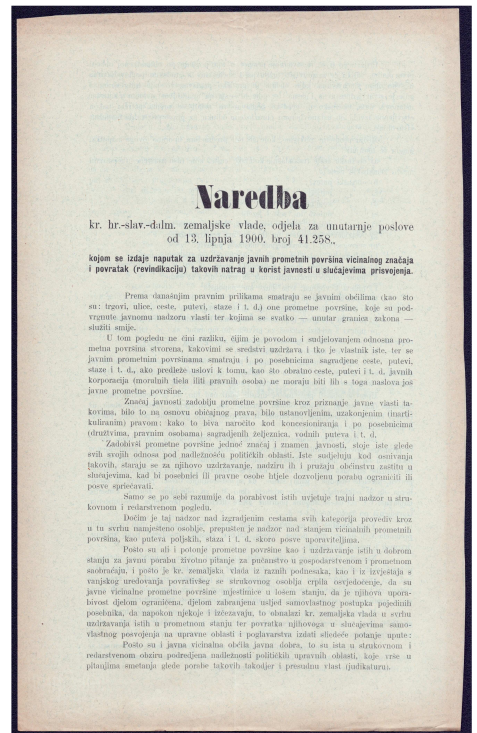 Naredba
kr. hr.-slav.-dalm. zemaljske vlade, odjela za unutarnje poslove
od 13. lipnja 1900. broj 41.258.,
kojom se izdaje naputak za uzdržavanje javnih prometnih površina vicinalnog značaja
i povratak (revindikaciju) takovih natrag u korist javnosti u slučajevima prisvojenja.
Prema današnjim pravnim prilikama smatraju se javnim občilima (kao što
su: trgovi, ulice, ceste, putevi, staze i t. d.) one prometne površine, koje su pod-
vrgnute javnomu nadzoru vlasti ter kojima se svatko — unutar granica zakona —
služiti smije.
U tom pogledu ne čini razliku, čijim je povodom i sudjelovanjem odnosna pro-
metna površina stvorena, kakovimi se sredstvi uzdržava i tko je vlastnik iste, ter se
javnim prometnim površinama smatraju i po posebnicima sagradjene ceste, putevi,
staze i t. d., ako predleže uslovi k tomu, kao što obratno ceste, putevi i t. d. javnih
korporacija (moralnih tiela iliti pravnih osoba) ne moraju biti lih s toga naslova još
javne prometne površine.
Značaj javnosti zadobiju prometne površine kroz priznanje javne vlasti ta-
kovima, bilo to na osnovu običajnog prava, bilo ustanovljenim, uzakonjenim (inarti-
kuliranim) pravom: kako to biva naročito kod koncesioniranja i po posebnicima
(družtvima, pravnim osobama) sagradjenih željeznica, vodnih puteva i t. d.
Zadobivši prometne površine jednoć značaj i znamen javnosti, stoje iste glede
svih svojih odnosa pod nadležnošću političkih oblasti. Iste sudjeluju kod osnivanja
takovih, staraju se za njihovo uzdržavanje, nadziru ih i pružaju občinstvu zaštitu u
slučajevima, kad bi posebnici ili pravne osobe htjele dozvoljenu porabu ograničiti ili
posve spriečavati.
Samo se po sebi razumije da porabivost istih uvjetuje trajni nadzor u stru-
kovnom i redarstvenom pogledu.
Dočim je taj nadzor nad izgradjenim cestama svih kategorija provediv kroz
u tu svrhu namješteno osoblje, prepušten je nadzor nad stanjem vicinalnih prometnih
površina, kao puteva poljskih, staza i t. d. skoro posve uporaviteljima.
Pošto su ali i potonje prometne površine kao i uzdržavanje istih u dobrom
stanju za javnu porabu životno pitanje za pučanstvo u gospodarstvenom i prometnom
saobraćaju, i pošto je kr. zemaljska vlada iz raznih podnesaka, kao i iz izvještaja s
vanjskog uredovanja povrativšeg se strukovnog osoblja crpila osvjedočenje, da su
javne vicinalne prometne površine mjestimice u lošem stanju, da je njihovu upora-
bivost djelom ograničena, djelom zabranjena usljed samovlastnog postupka pojedinih
posebnika, da napokon njekoje i izčezavaju, to obnalazi kr. zemaljska vlada u svrhu
uzdržavanja istih u prometnom stanju ter povratka njihovoga u slučajevima samo-
vlastnog posvojenja na upravne oblasti i poglavarstva izdati sliedeće potanje upute:
Pošto su i javna vicinalna občila javna dobra, to su ista u strukovnom i
redarstvenom obziru podredjena nadležnosti političkih upravnih oblasti, koje vrše u
pitanjima smetanja glede porabe takovih takodjer i presudnu vlast (judikaturu).